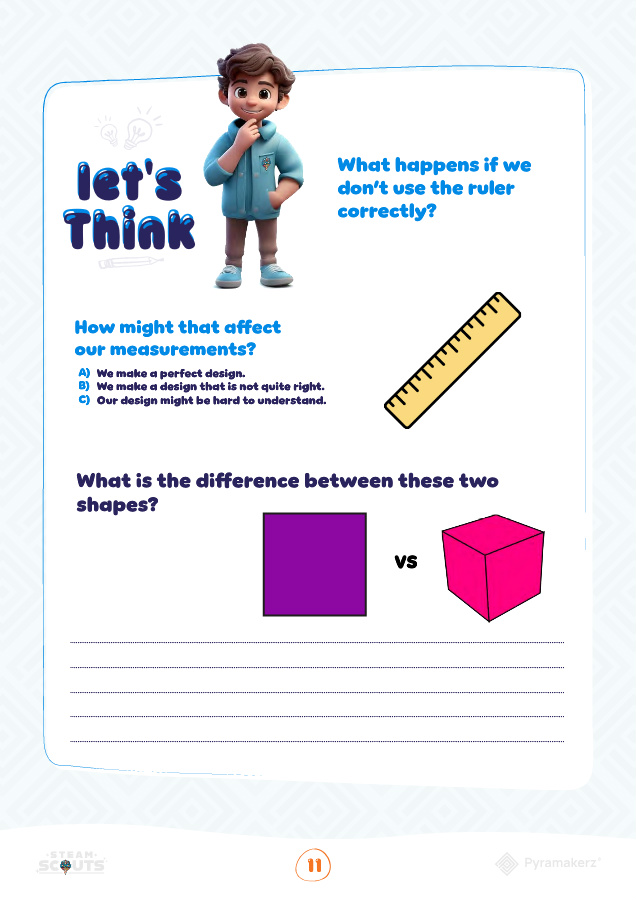 let's
Think
What happens if we
don't use the ruler
correctly?
How might that affect
our measurements?
A) We make a perfect design.
B) We make a design that is not quite right.
C) Our design might be hard to understand.
What is the difference between these two
shapes?
vs
STEAM
SCOUTS
11
Pyramakerz